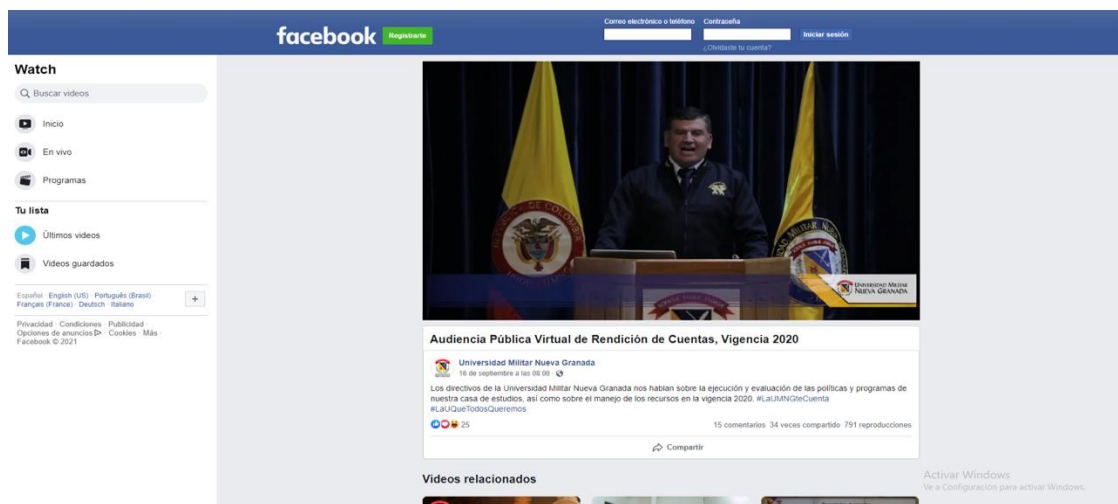 facebook
Registrarte
Correo electrónico o teléfono
Contraseña
Iniciar sesión
¿Olvidaste tu cuenta?
Watch
Buscar videos
Inicio
En vivo
Programas
Tu lista
Últimos videos
Videos guardados
Español · English (US) · Português (Brasil) ·
Français (France) · Deutsch · Italiano
Privacidad · Condiciones · Publicidad ·
Opciones de anuncios · Cookies · Más ·
Facebook © 2021
UNIVERSIDAD MILITAR
NUEVA GRANADA
Audiencia Pública Virtual de Rendición de Cuentas, Vigencia 2020
Universidad Militar Nueva Granada
16 de septiembre a las 08:00 ·
Los directivos de la Universidad Militar Nueva Granada nos hablan sobre la ejecución y evaluación de las políticas y programas de
nuestra casa de estudios, así como sobre el manejo de los recursos en la vigencia 2020. #LaUMNGteCuenta
#LaUQueTodosQueremos
25
15 comentarios 34 veces compartido 791 reproducciones
Compartir
Videos relacionados
Activar Windows
Ve a Configuración para activar Windows.